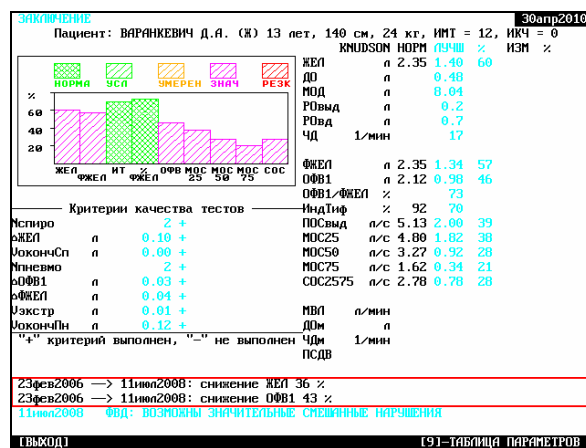 ЗАКЛЮЧЕНИЕ 30апр2010
Пациент: ВАРАНКЕВИЧ Д.А. (Ж) 13 лет, 140 см, 24 кг, ИМТ = 12, ИКЧ = 0
KNUDSON НОРМ ЛУЧШ % ИЗМ %
ЖЕЛ л 2.35 1.40 60
ДО л 0.48
МОД л 8.04
РОвыд л 0.2
РОвд л 0.7
ЧД 1/мин 17
ФЖЕЛ л 2.35 1.34 57
ОФВ1 л 2.12 0.98 46
ОФВ1/ФЖЕЛ % 73
ИндТиф % 92 70
ПОСвыд л/с 5.13 2.00 39
МОС25 л/с 4.80 1.82 38
МОС50 л/с 3.27 0.92 28
МОС75 л/с 1.62 0.34 21
СОС2575 л/с 2.78 0.78 28
МВЛ л/мин
ДОм л
ЧДм 1/мин
ПСДВ
НОРМА УСЛ УМЕРЕН ЗНАЧ РЕЗК
%
60
40
20
ЖЕЛ ФЖЕЛ ИТ % ФЖЕЛ ОФВ МОС 25 МОС 50 МОС 75 СОС
Критерии качества тестов
Nспиро 2 +
△ЖЕЛ л 0.10 +
VокончСп л 0.00 +
Nпневмо 2 +
△ОФВ1 л 0.03 +
△ФЖЕЛ л 0.04 +
Vэкстр л 0.01 +
VокончПн л 0.12 +
"+" критерий выполнен, "-" не выполнен
23фев2006 —> 11июл2008: снижение ЖЕЛ 36 %
23фев2006 —> 11июл2008: снижение ОФВ1 43 %
11июл2008 ФВД: ВОЗМОЖНЫ ЗНАЧИТЕЛЬНЫЕ СМЕШАННЫЕ НАРУШЕНИЯ
[ВЫХОД] [9]-ТАБЛИЦА ПАРАМЕТРОВ